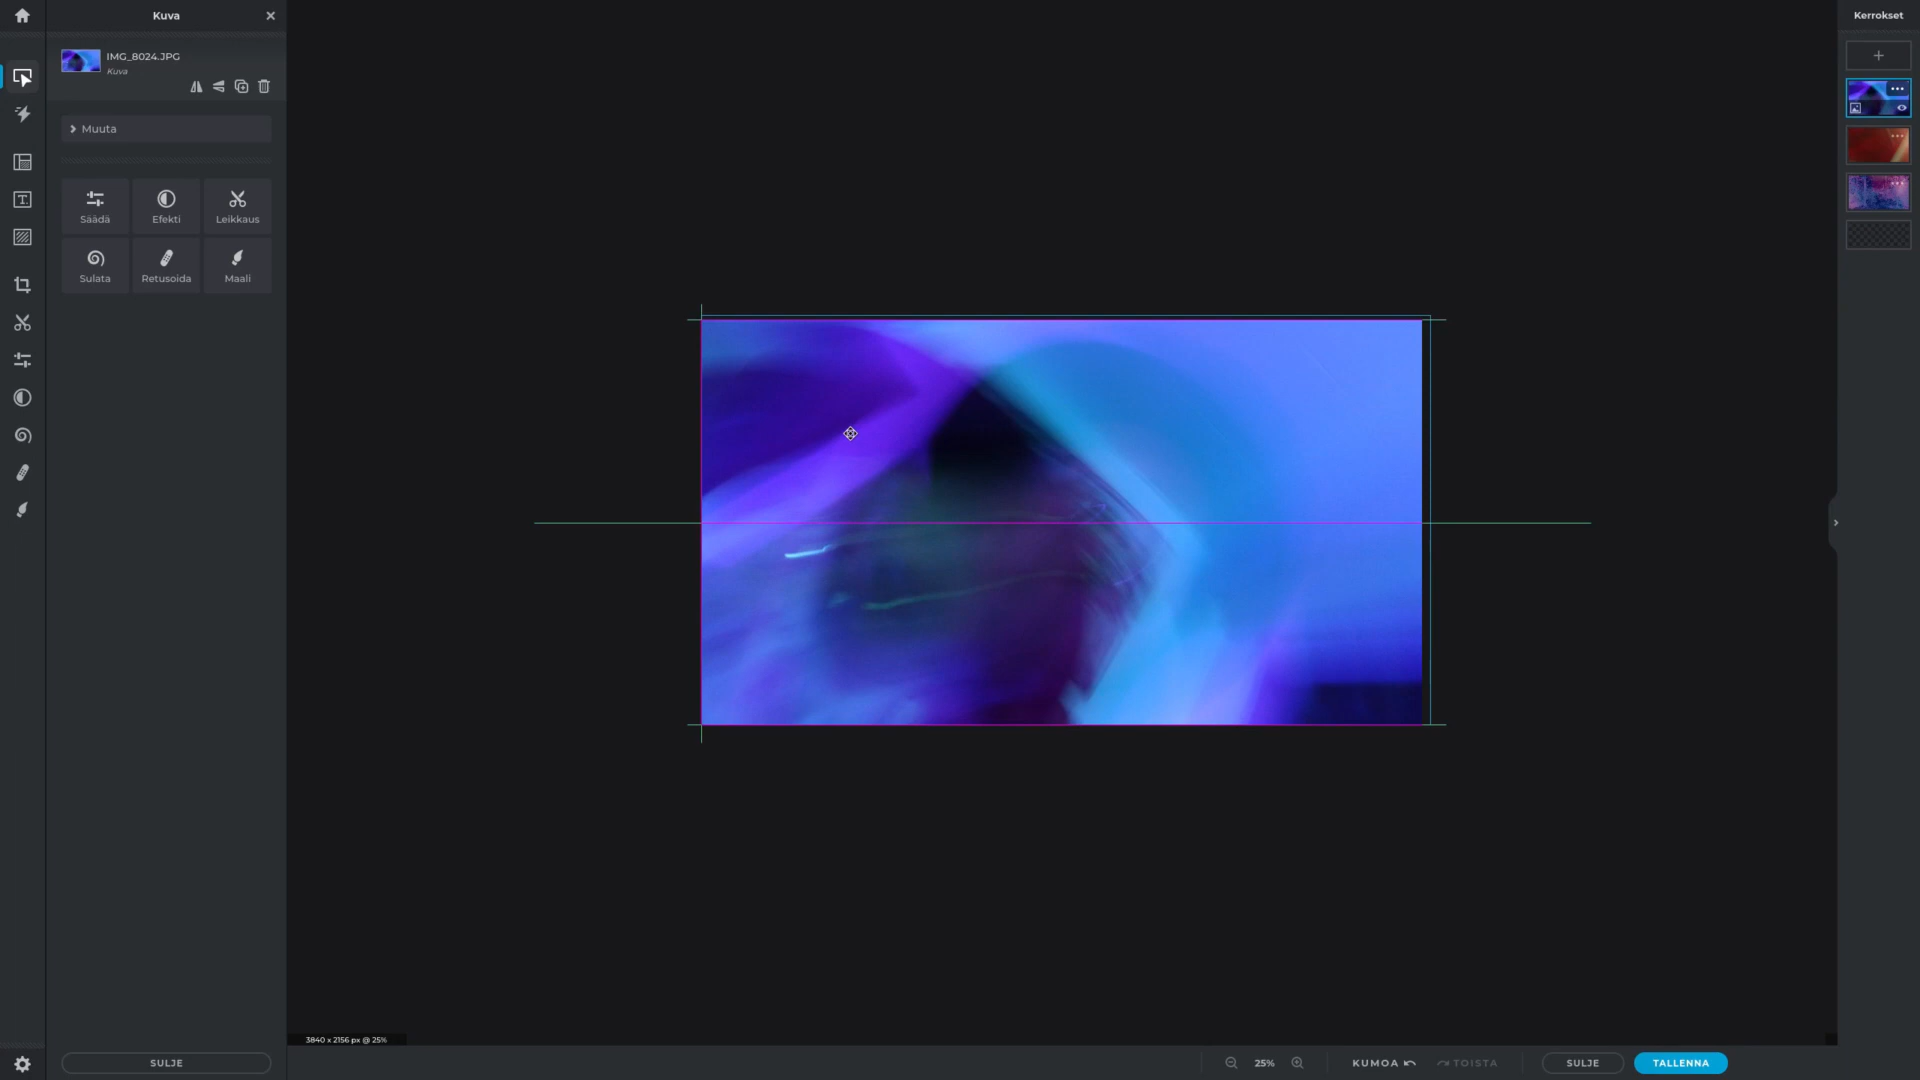 Kuva
Kerrokset
IMG_8024.JPG
Kuva
Muuta
Säädä
Efekti
Leikkaus
Sulata
Retusoida
Maali
3840 x 2156 px @ 25%
SULJE
25%
KUMOA
TOISTA
SULJE
TALLENNA